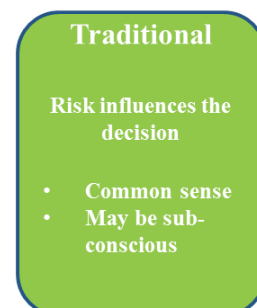 Traditional
Risk influences the
decision
• Common sense
• May be sub-
conscious